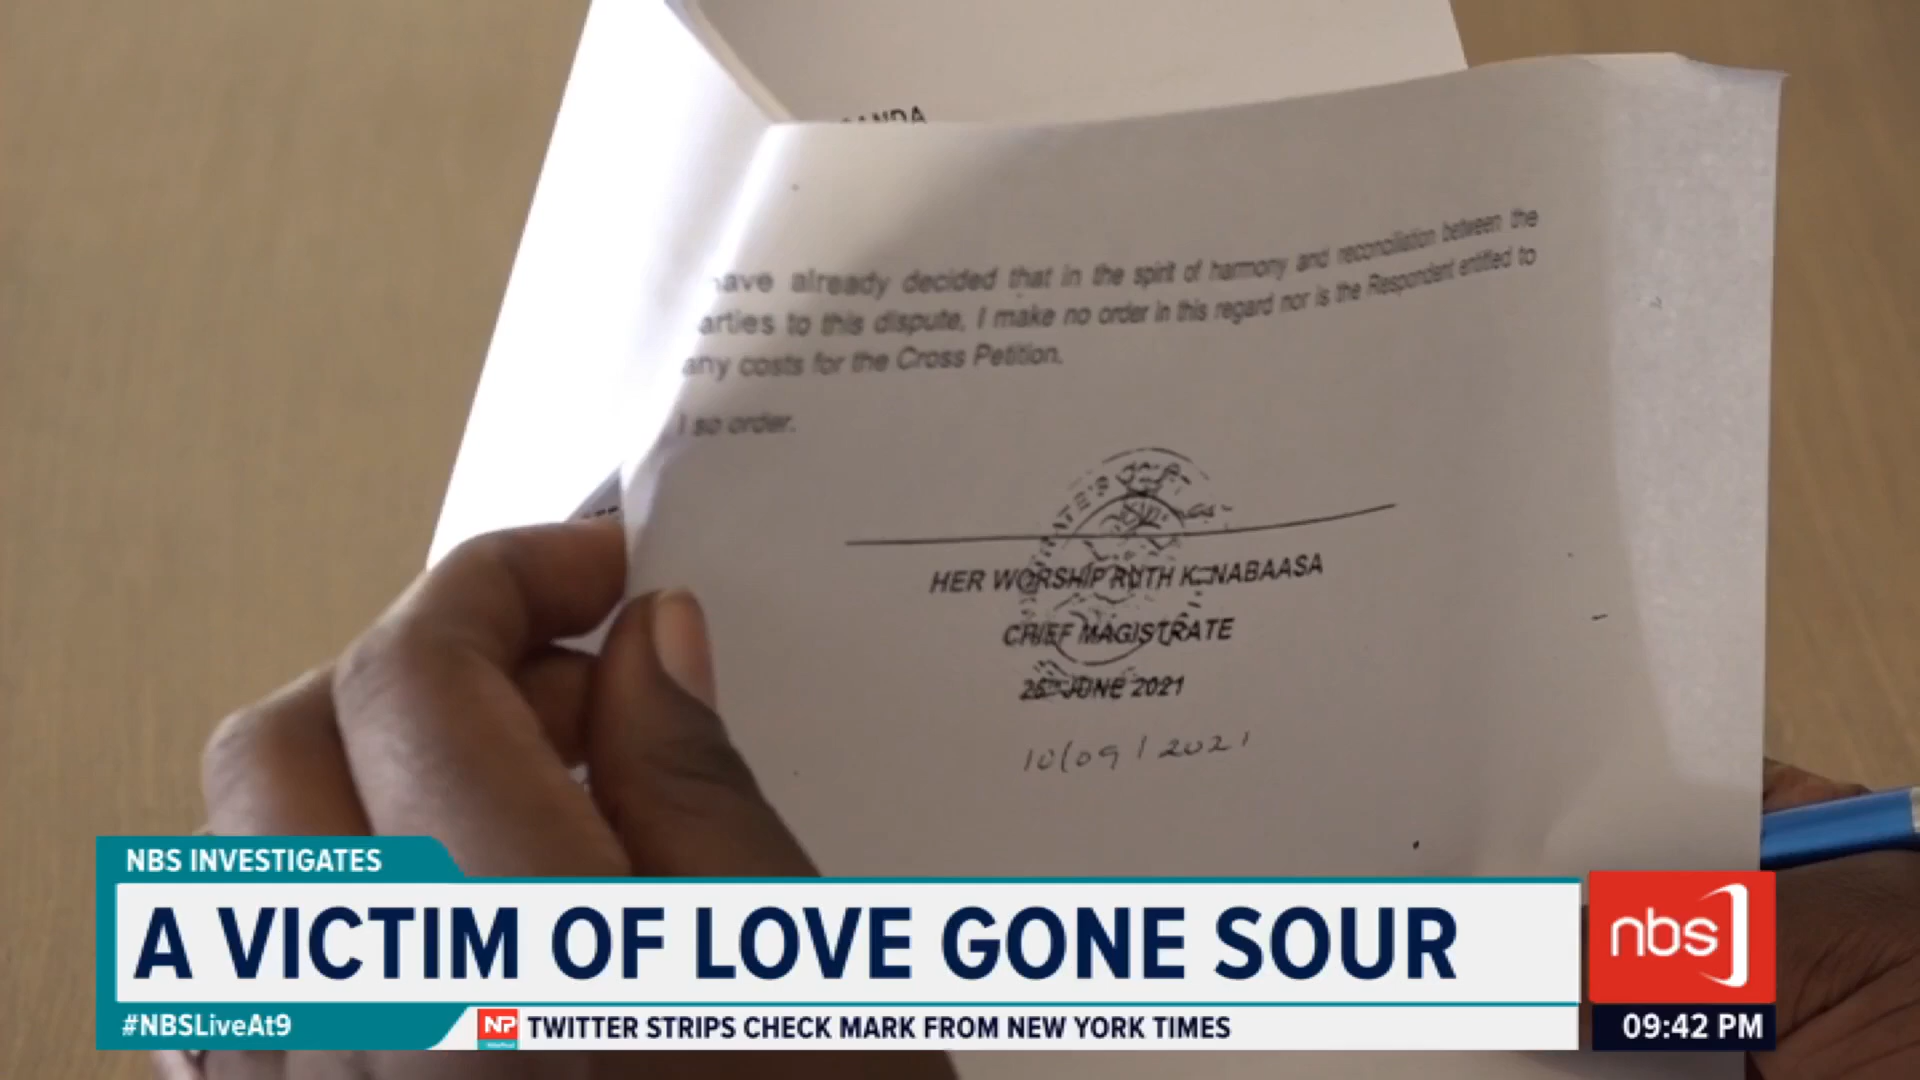 ANDA
ave already decided that in the spirit of harmony and reconciliation between the
arties to this dispute, I make no order in this regard nor is the Respondent entitled to
any costs for the Cross Petition.
I so order.
HER WORSHIP RUTH K. NABAASA
CHIEF MAGISTRATE
JUNE 2021
10/09/2021
NBS INVESTIGATES
A VICTIM OF LOVE GONE SOUR
nbs
#NBSLiveAt9
NP
TWITTER STRIPS CHECK MARK FROM NEW YORK TIMES
09:42 PM